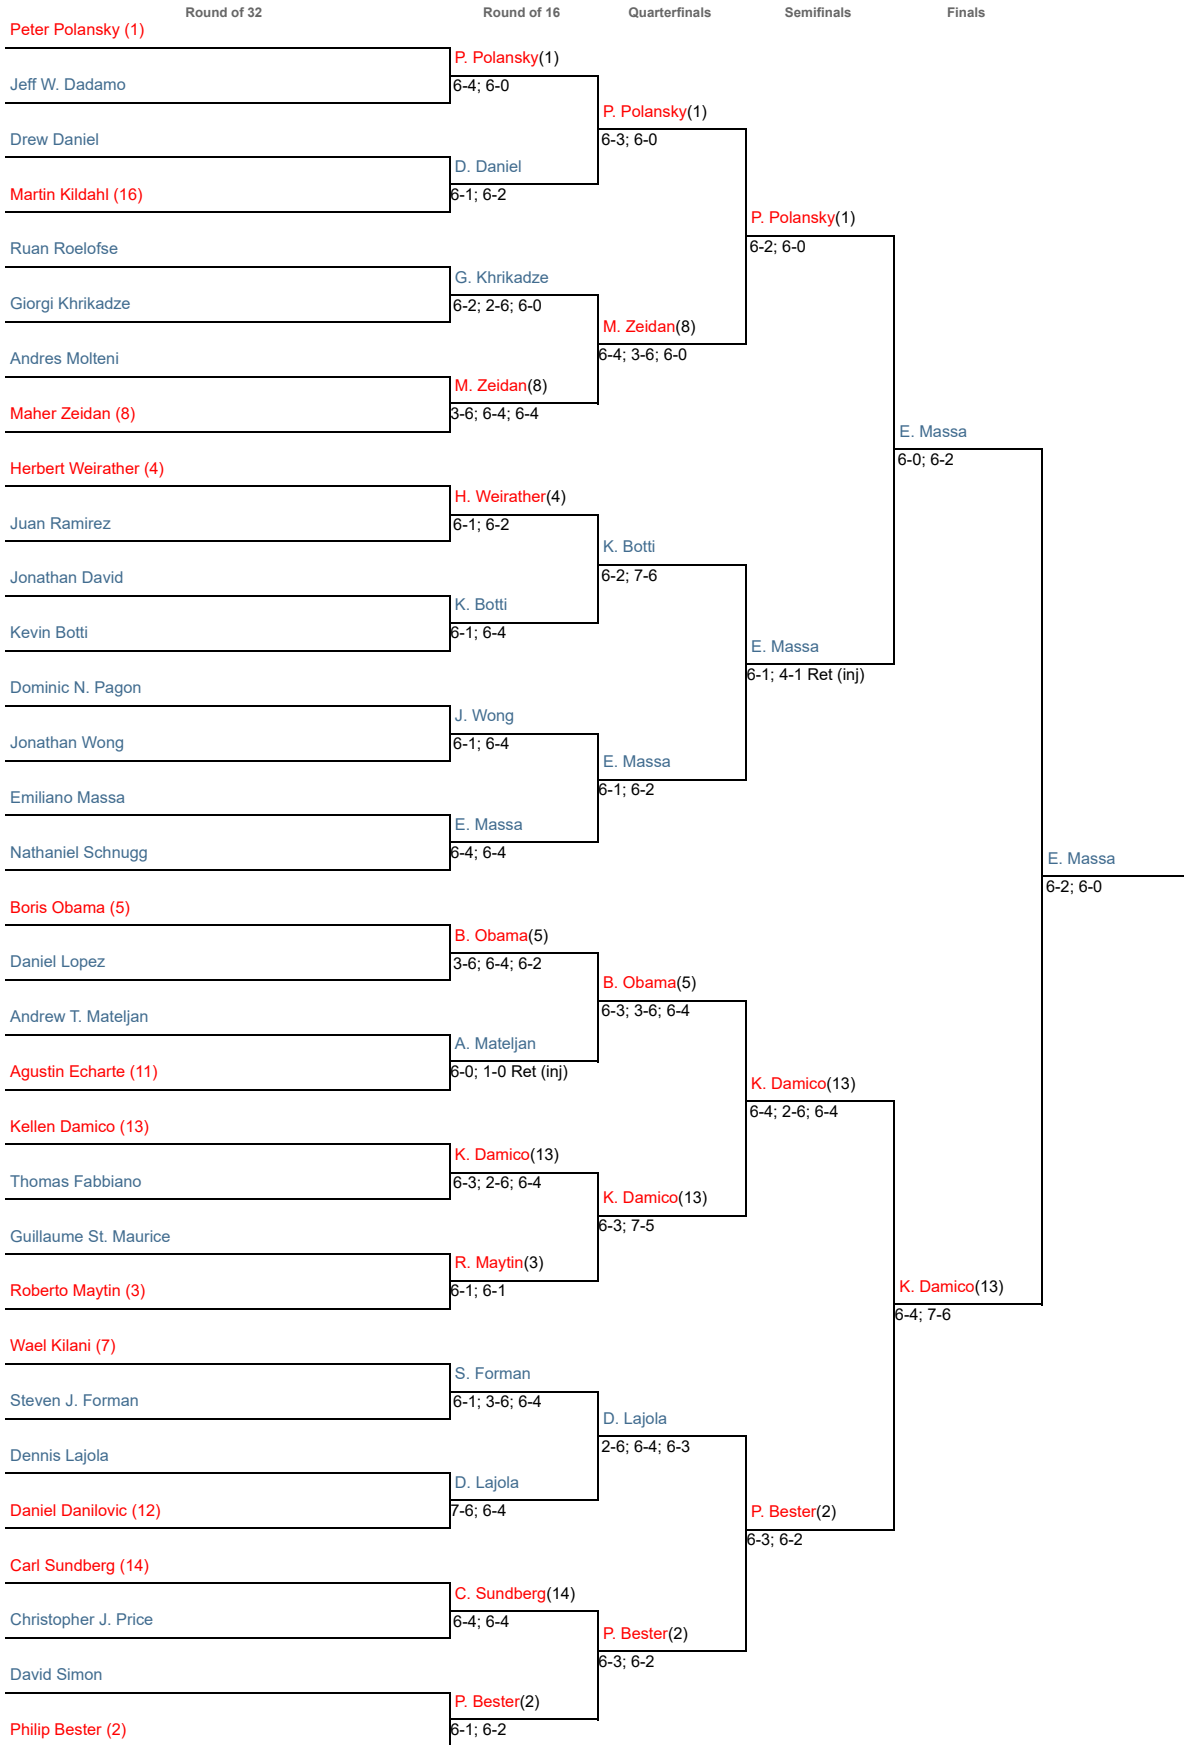 Round of 32
Round of 16
Quarterfinals
Semifinals
Finals
Peter Polansky (1)
Jeff W. Dadamo
Drew Daniel
Martin Kildahl (16)
Ruan Roelofse
Giorgi Khrikadze
Andres Molteni
Maher Zeidan (8)
Herbert Weirather (4)
Juan Ramirez
Jonathan David
Kevin Botti
Dominic N. Pagon
Jonathan Wong
Emiliano Massa
Nathaniel Schnugg
Boris Obama (5)
Daniel Lopez
Andrew T. Mateljan
Agustin Echarte (11)
Kellen Damico (13)
Thomas Fabbiano
Guillaume St. Maurice
Roberto Maytin (3)
Wael Kilani (7)
Steven J. Forman
Dennis Lajola
Daniel Danilovic (12)
Carl Sundberg (14)
Christopher J. Price
David Simon
Philip Bester (2)
P. Polansky(1)
6-4; 6-0
D. Daniel
6-1; 6-2
G. Khrikadze
6-2; 2-6; 6-0
M. Zeidan(8)
3-6; 6-4; 6-4
H. Weirather(4)
6-1; 6-2
K. Botti
6-1; 6-4
J. Wong
6-1; 6-4
E. Massa
6-4; 6-4
B. Obama(5)
3-6; 6-4; 6-2
A. Mateljan
6-0; 1-0 Ret (inj)
K. Damico(13)
6-3; 2-6; 6-4
R. Maytin(3)
6-1; 6-1
S. Forman
6-1; 3-6; 6-4
D. Lajola
7-6; 6-4
C. Sundberg(14)
6-4; 6-4
P. Bester(2)
6-1; 6-2
P. Polansky(1)
6-3; 6-0
M. Zeidan(8)
6-4; 3-6; 6-0
K. Botti
6-2; 7-6
E. Massa
6-1; 6-2
B. Obama(5)
6-3; 3-6; 6-4
K. Damico(13)
6-3; 7-5
D. Lajola
2-6; 6-4; 6-3
P. Bester(2)
6-3; 6-2
P. Polansky(1)
6-2; 6-0
E. Massa
6-1; 4-1 Ret (inj)
K. Damico(13)
6-4; 2-6; 6-4
P. Bester(2)
6-3; 6-2
E. Massa
6-0; 6-2
K. Damico(13)
6-4; 7-6
E. Massa
6-2; 6-0